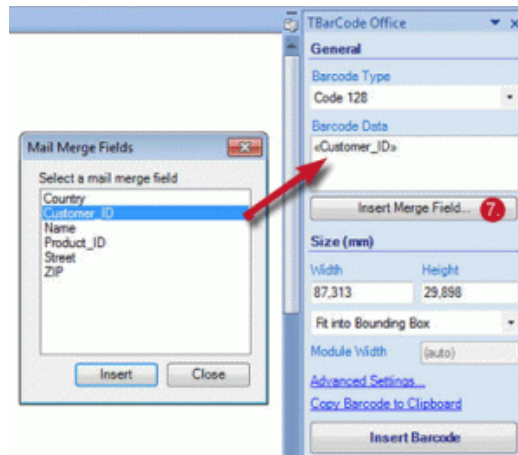 TBarCode Office
General
Barcode Type
Code 128
Barcode Data
«Customer_ID»
Insert Merge Field... 7.
Size (mm)
Width Height
87,313 29,898
Fit into Bounding Box
Module Width (auto)
Advanced Settings...
Copy Barcode to Clipboard
Insert Barcode
Mail Merge Fields
Select a mail merge field
Country
Customer_ID
Name
Product_ID
Street
ZIP
Insert Close